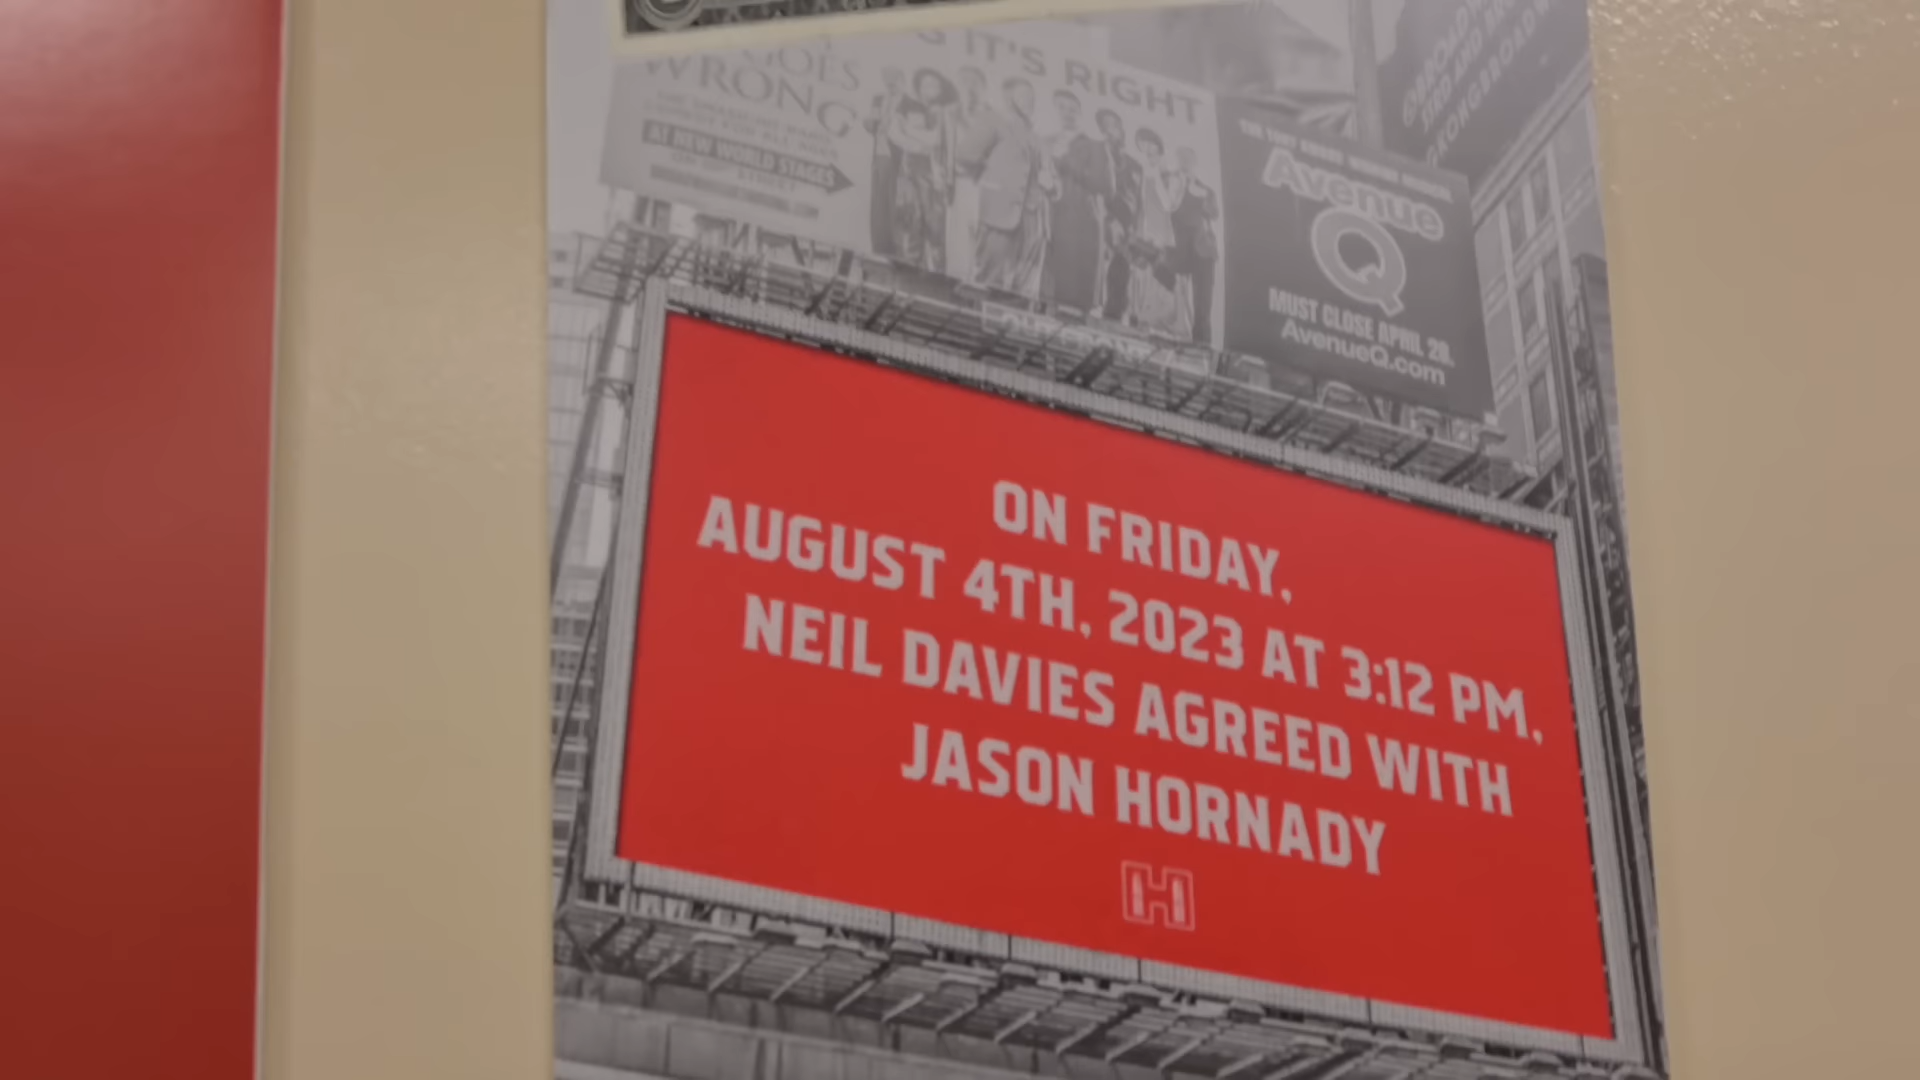 GOES
WRONG
G IT'S RIGHT
AT NEW WORLD STAGES
Avenue
Q
MUST CLOSE APRIL 28.
AvenueQ.com
ON FRIDAY,
AUGUST 4TH, 2023 AT 3:12 PM,
NEIL DAVIES AGREED WITH
JASON HORNADY
H